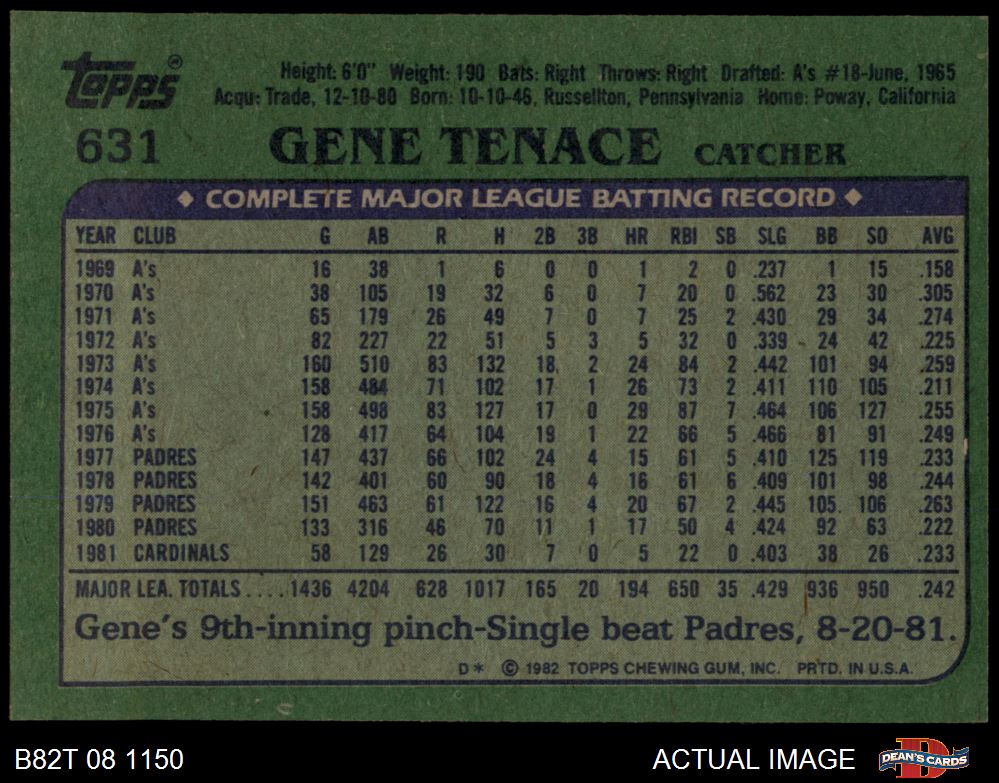 Topps®
Height: 6'0" Weight: 190 Bats: Right Throws: Right Drafted: A's #18-June, 1965
Acqu: Trade, 12-10-80 Born: 10-10-46, Russellton, Pennsylvania Home: Poway, California
631 GENE TENACE CATCHER
◆ COMPLETE MAJOR LEAGUE BATTING RECORD ◆
YEAR CLUB G AB R H 2B 3B HR RBI SB SLG BB SO AVG
1969 A's 16 38 1 6 0 0 1 2 0 .237 1 15 .158
1970 A's 38 105 19 32 6 0 7 20 0 .562 23 30 .305
1971 A's 65 179 26 49 7 0 7 25 2 .430 29 34 .274
1972 A's 82 227 22 51 5 3 5 32 0 .339 24 42 .225
1973 A's 160 510 83 132 18 2 24 84 2 .442 101 94 .259
1974 A's 158 484 71 102 17 1 26 73 2 .411 110 105 .211
1975 A's 158 498 83 127 17 0 29 87 7 .464 106 127 .255
1976 A's 128 417 64 104 19 1 22 66 5 .466 81 91 .249
1977 PADRES 147 437 66 102 24 4 15 61 5 .410 125 119 .233
1978 PADRES 142 401 60 90 18 4 16 61 6 .409 101 98 .244
1979 PADRES 151 463 61 122 16 4 20 67 2 .445 105 106 .263
1980 PADRES 133 316 46 70 11 1 17 50 4 .424 92 63 .222
1981 CARDINALS 58 129 26 30 7 0 5 22 0 .403 38 26 .233
MAJOR LEA. TOTALS .... 1436 4204 628 1017 165 20 194 650 35 .429 936 950 .242
Gene's 9th-inning pinch-Single beat Padres, 8-20-81.
D* © 1982 TOPPS CHEWING GUM, INC. PRTD. IN U.S.A.
B82T 08 1150 ACTUAL IMAGE DEAN'S CARDS